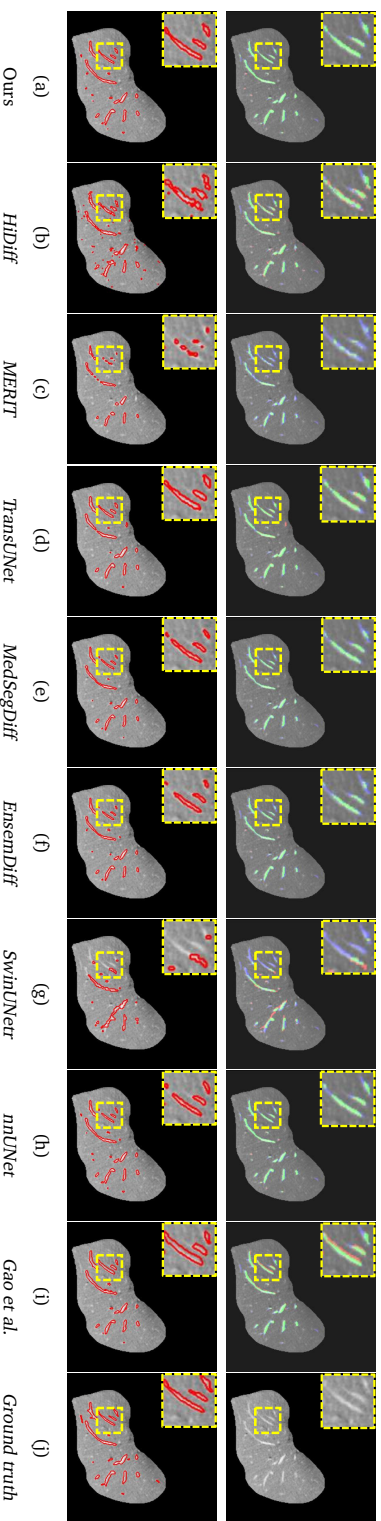 (a)
Ours
(b)
HiDiff
(c)
MERIT
(d)
TransUNet
(e)
MedSegDiff
(f)
EnsemDiff
(g)
SwinUNetr
(h)
nnUNet
(i)
Gao et al.
(j)
Ground truth